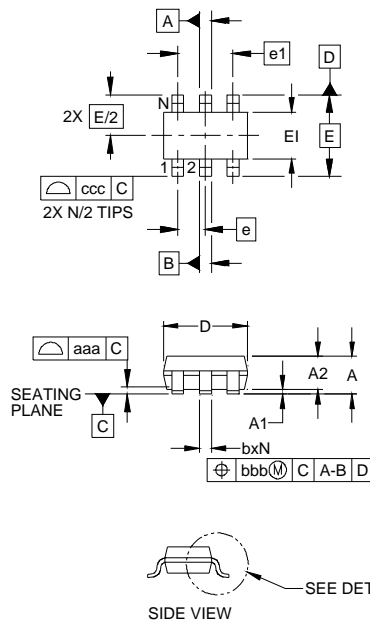 A
e1
D
N
2X E/2
EI
E
1 2
⌓ ccc C
2X N/2 TIPS
e
B
D
⌓ aaa C
A2 A
SEATING
PLANE
A1
C
bxN
⌖ bbbⓂ C A-B D
SEE DET
SIDE VIEW